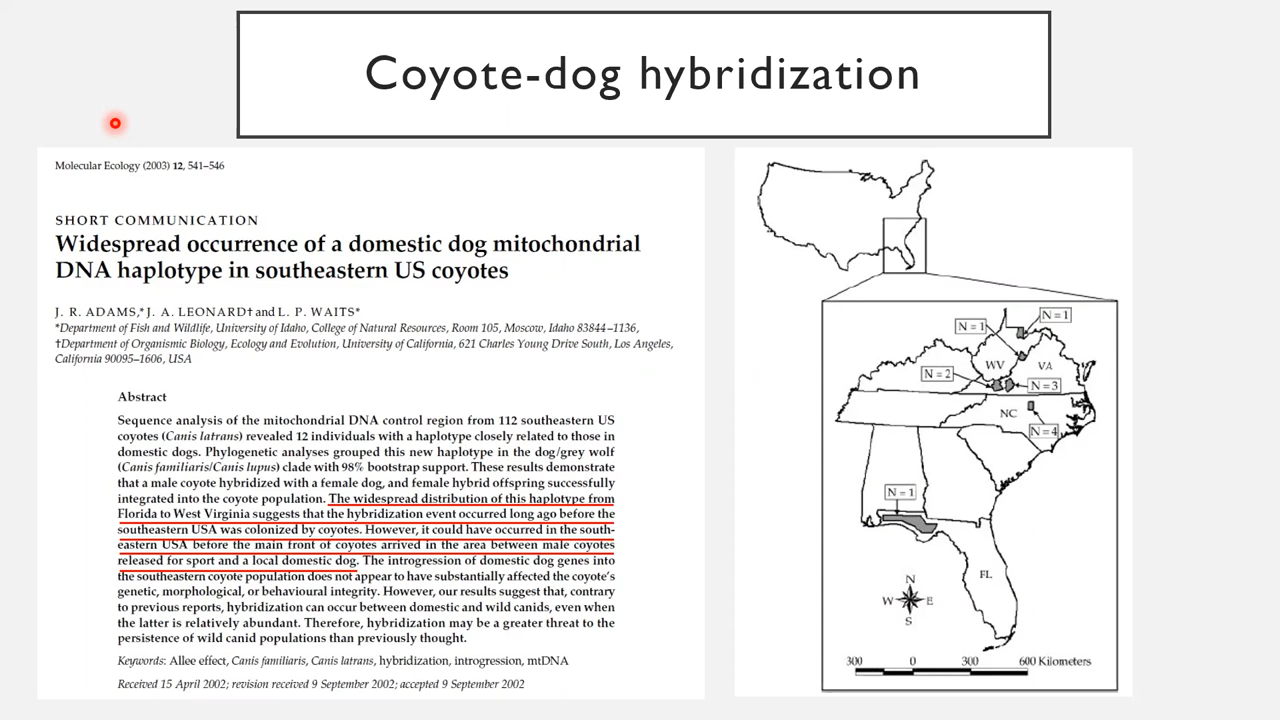 Coyote-dog hybridization
Molecular Ecology (2003) 12, 541–546
SHORT COMMUNICATION
Widespread occurrence of a domestic dog mitochondrial
DNA haplotype in southeastern US coyotes
J. R. ADAMS,* J. A. LEONARD† and L. P. WAITS*
*Department of Fish and Wildlife, University of Idaho, College of Natural Resources, Room 105, Moscow, Idaho 83844–1136,
†Department of Organismic Biology, Ecology and Evolution, University of California, 621 Charles Young Drive South, Los Angeles,
California 90095–1606, USA
Abstract
Sequence analysis of the mitochondrial DNA control region from 112 southeastern US
coyotes (Canis latrans) revealed 12 individuals with a haplotype closely related to those in
domestic dogs. Phylogenetic analyses grouped this new haplotype in the dog/grey wolf
(Canis familiaris/Canis lupus) clade with 98% bootstrap support. These results demonstrate
that a male coyote hybridized with a female dog, and female hybrid offspring successfully
integrated into the coyote population. The widespread distribution of this haplotype from
Florida to West Virginia suggests that the hybridization event occurred long ago before the
southeastern USA was colonized by coyotes. However, it could have occurred in the south-
eastern USA before the main front of coyotes arrived in the area between male coyotes
released for sport and a local domestic dog. The introgression of domestic dog genes into
the southeastern coyote population does not appear to have substantially affected the coyote's
genetic, morphological, or behavioural integrity. However, our results suggest that, contrary
to previous reports, hybridization can occur between domestic and wild canids, even when
the latter is relatively abundant. Therefore, hybridization may be a greater threat to the
persistence of wild canid populations than previously thought.
Keywords: Allee effect, Canis familiaris, Canis latrans, hybridization, introgression, mtDNA
Received 15 April 2002; revision received 9 September 2002; accepted 9 September 2002
N = 1
N = 1
WV
VA
N = 2
N = 3
NC
N = 4
N = 1
FL
N
W E
S
300 0 300 600 Kilometers